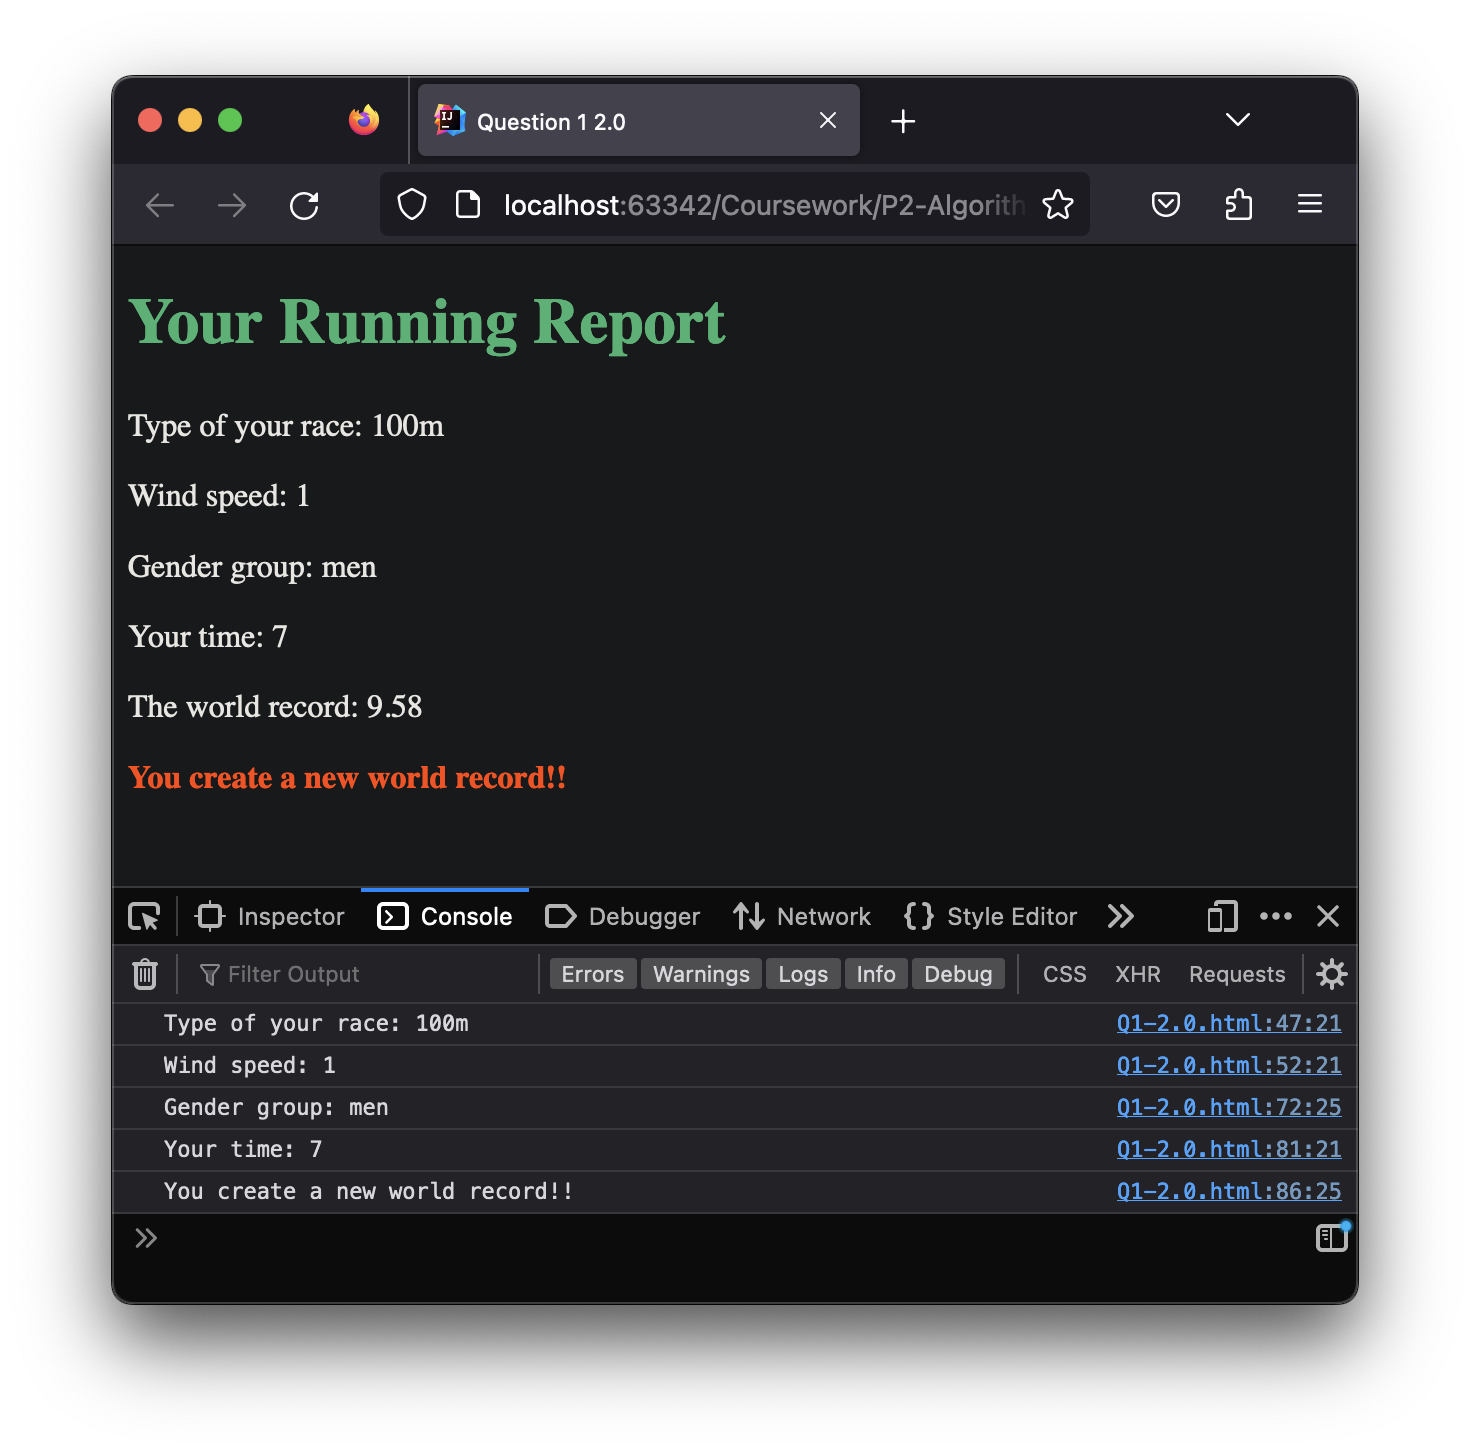 Question 1 2.0
localhost:63342/Coursework/P2-Algorith
Your Running Report
Type of your race: 100m
Wind speed: 1
Gender group: men
Your time: 7
The world record: 9.58
You create a new world record!!
Inspector Console Debugger Network Style Editor
Filter Output Errors Warnings Logs Info Debug CSS XHR Requests
Type of your race: 100m Q1-2.0.html:47:21
Wind speed: 1 Q1-2.0.html:52:21
Gender group: men Q1-2.0.html:72:25
Your time: 7 Q1-2.0.html:81:21
You create a new world record!! Q1-2.0.html:86:25